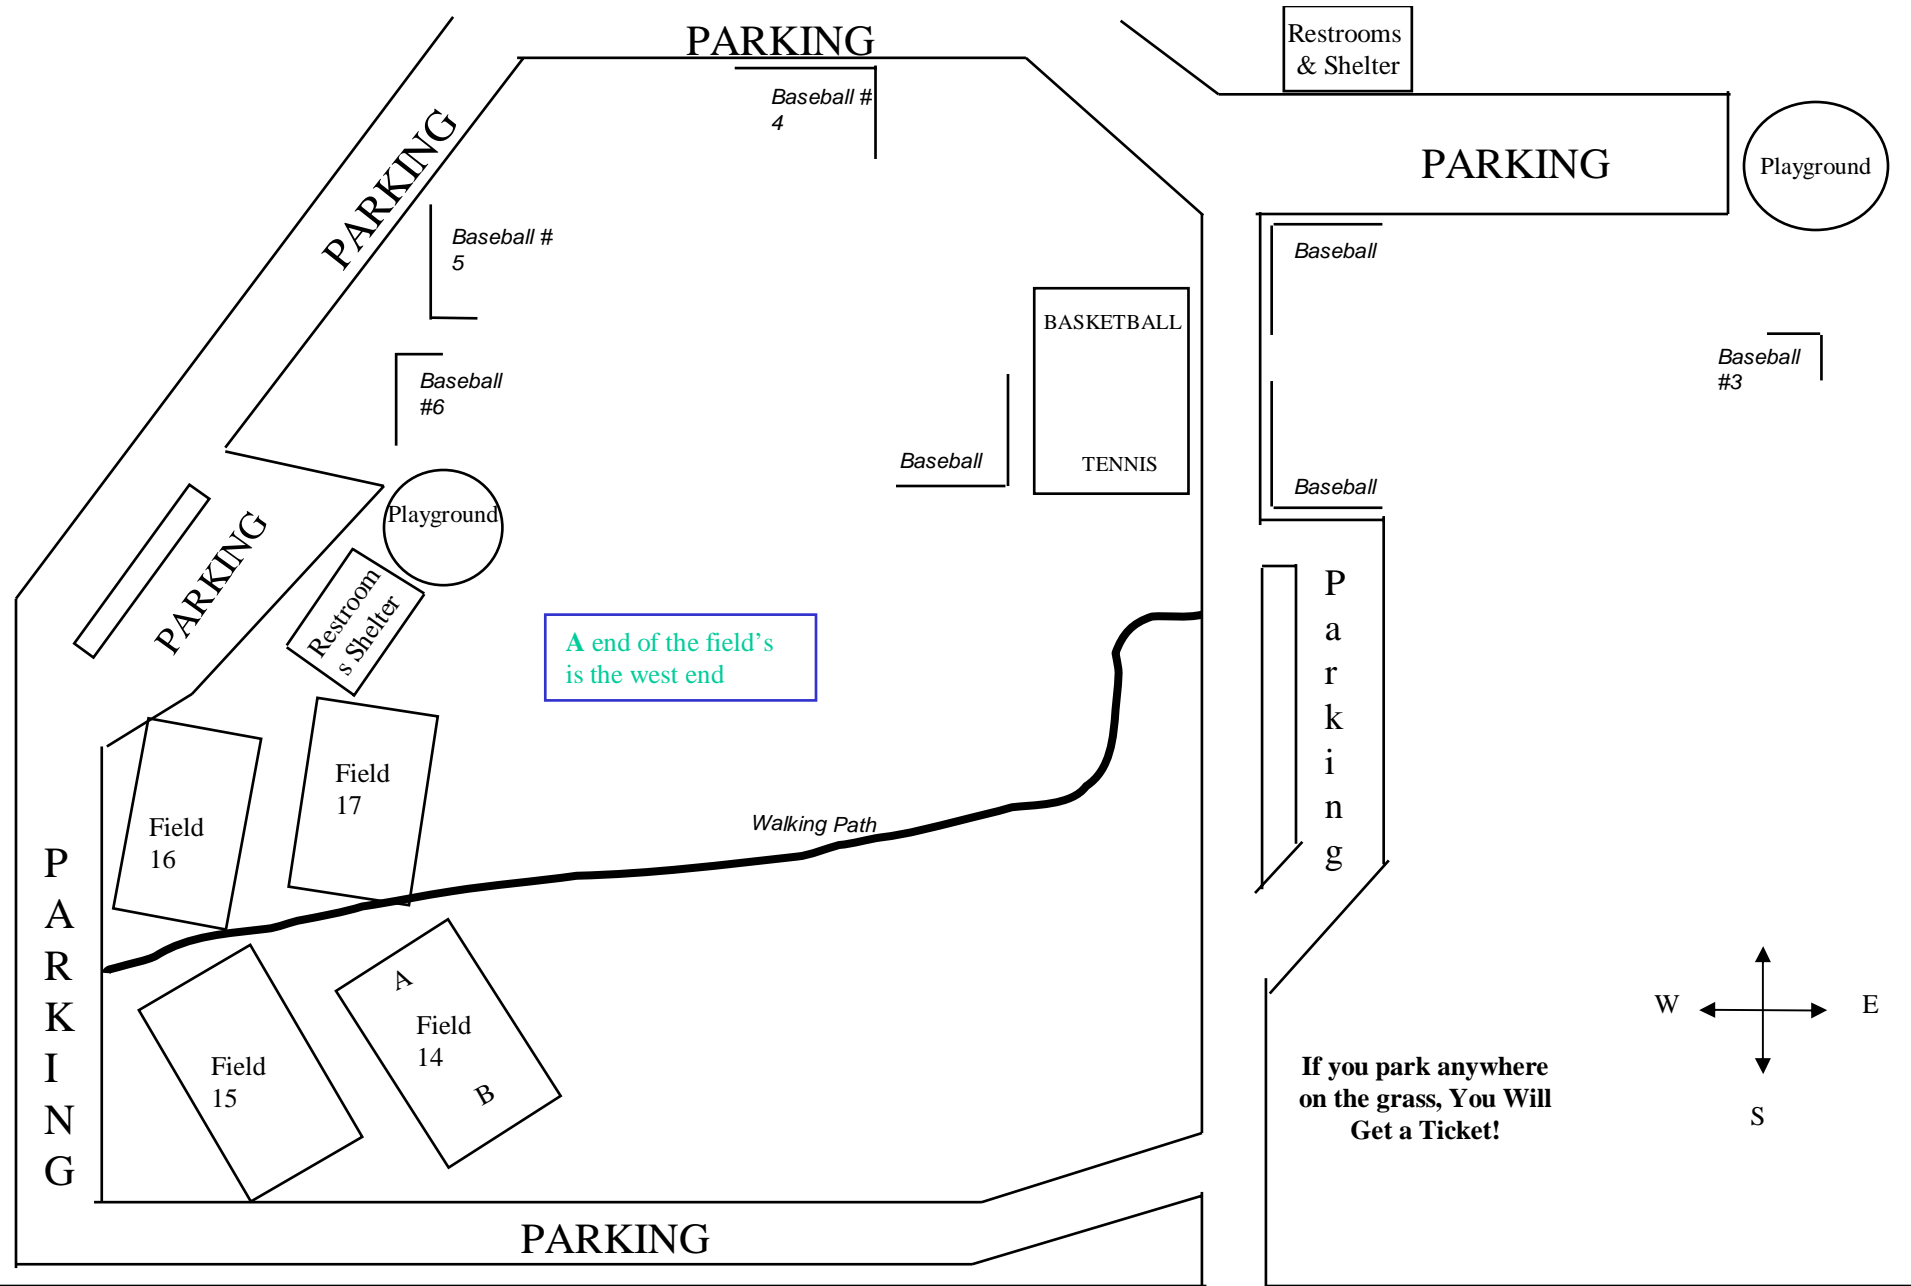 PARKING
Restrooms
& Shelter
Baseball #
4
PARKING
PARKING
Playground
Baseball #
5
Baseball
Baseball
#6
BASKETBALL
TENNIS
Baseball
#3
Baseball
Baseball
Playground
PARKING
Restroom
s Shelter
A end of the field's
is the west end
Parking
Field
17
Field
16
Walking Path
PARKING
A
Field
14
B
Field
15
W
E
S
If you park anywhere
on the grass, You Will
Get a Ticket!
PARKING